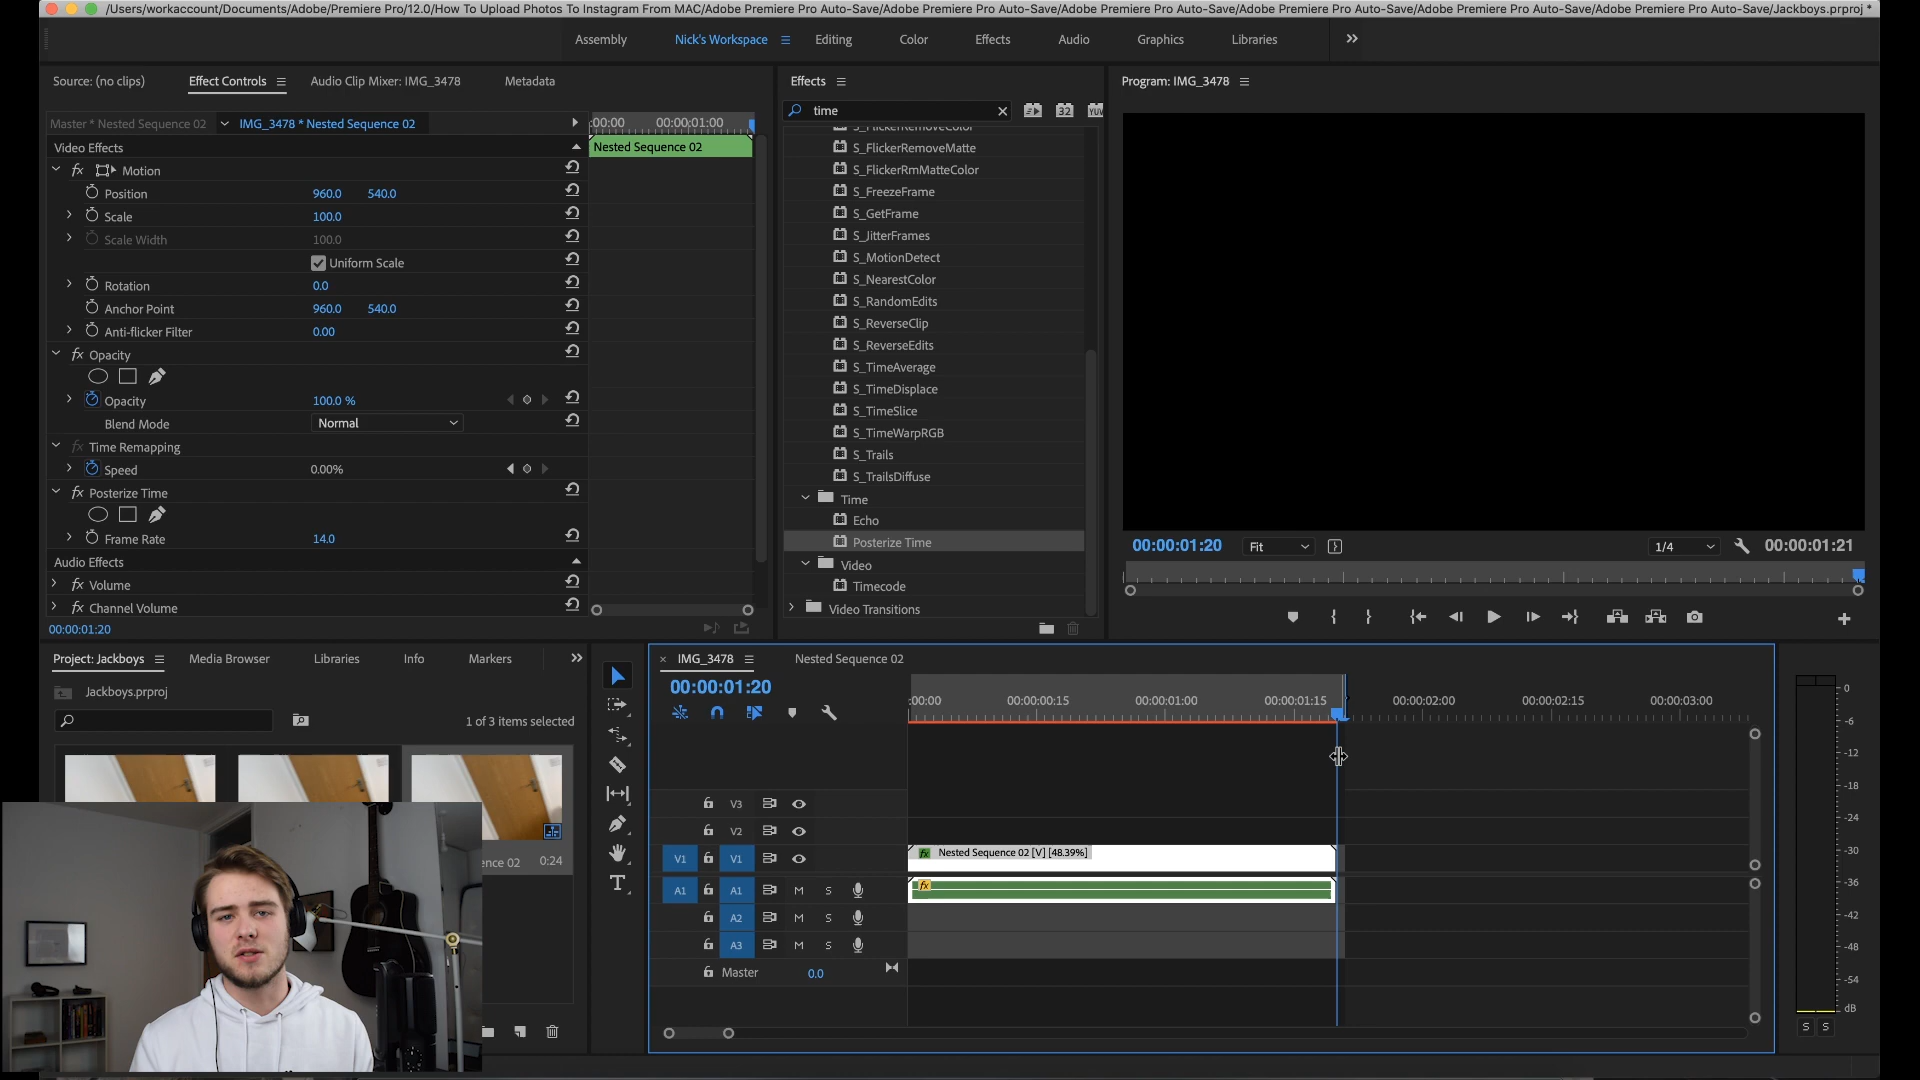 /Users/workaccount/Documents/Adobe/Premiere Pro/12.0/How To Upload Photos To Instagram From MAC/Adobe Premiere Pro Auto-Save/Adobe Premiere Pro Auto-Save/Adobe Premiere Pro Auto-Save/Adobe Premiere Pro Auto-Save/Adobe Premiere Pro Auto-Save/Adobe Premiere Pro Auto-Save/Jackboys.prproj *
Assembly Nick's Workspace Editing Color Effects Audio Graphics Libraries
Source: (no clips) Effect Controls Audio Clip Mixer: IMG_3478 Metadata
Master * Nested Sequence 02 IMG_3478 * Nested Sequence 02
:00:00 00:00:01:00
Video Effects
Nested Sequence 02
fx Motion
Position 960.0 540.0
Scale 100.0
Scale Width 100.0
Uniform Scale
Rotation 0.0
Anchor Point 960.0 540.0
Anti-flicker Filter 0.00
fx Opacity
Opacity 100.0 %
Blend Mode Normal
fx Time Remapping
Speed 0.00%
fx Posterize Time
Frame Rate 14.0
Audio Effects
fx Volume
fx Channel Volume
00:00:01:20
Effects
time
32 YUV
S_FlickerRemoveColor
S_FlickerRemoveMatte
S_FlickerRmMatteColor
S_FreezeFrame
S_GetFrame
S_JitterFrames
S_MotionDetect
S_NearestColor
S_RandomEdits
S_ReverseClip
S_ReverseEdits
S_TimeAverage
S_TimeDisplace
S_TimeSlice
S_TimeWarpRGB
S_Trails
S_TrailsDiffuse
Time
Echo
Posterize Time
Video
Timecode
Video Transitions
Program: IMG_3478
00:00:01:20 Fit 1/4 00:00:01:21
Project: Jackboys Media Browser Libraries Info Markers
Jackboys.prproj
1 of 3 items selected
ence 02 0:24
IMG_3478 Nested Sequence 02
00:00:01:20
:00:00 00:00:00:15 00:00:01:00 00:00:01:15 00:00:02:00 00:00:02:15 00:00:03:00
V3
V2
V1 V1 fx Nested Sequence 02 [V] [48.39%]
A1 A1 M S fx
A2 M S
A3 M S
Master 0.0
T
0
-6
-12
-18
-24
-30
-36
-42
-48
-54
dB
S S